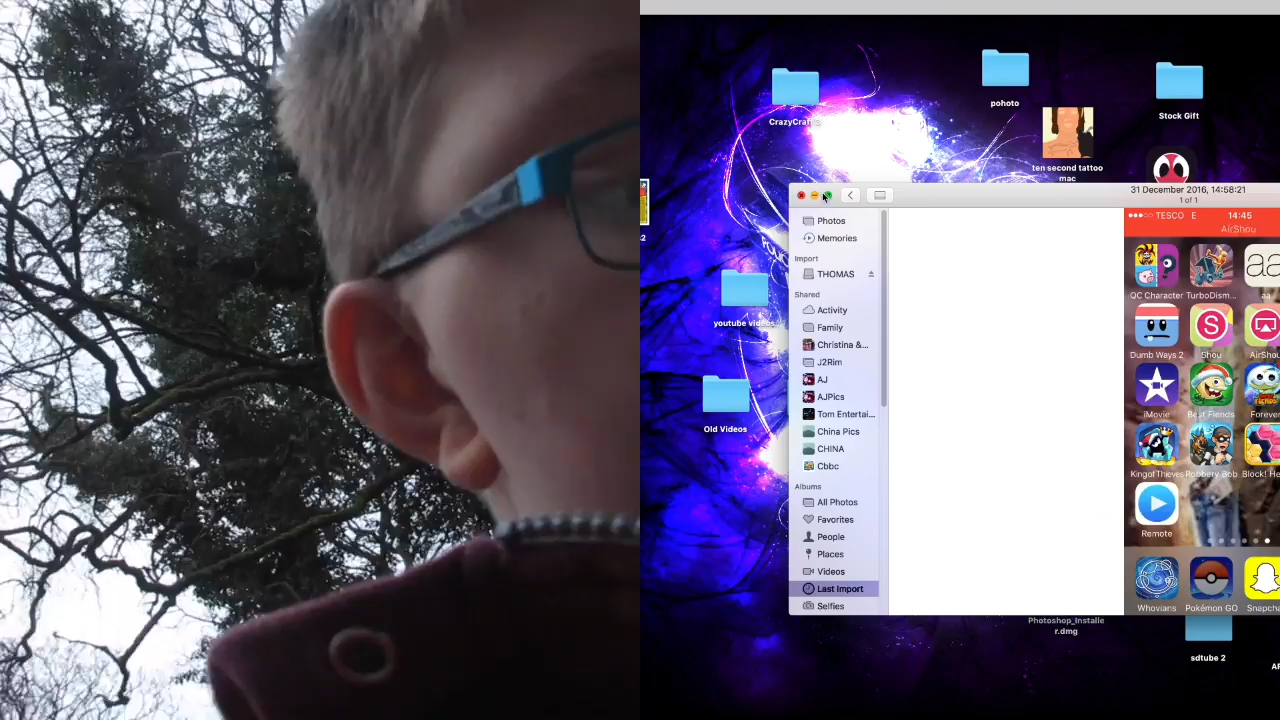 CrazyCraft 3
pohoto
Stock Gift
ten second tattoo
mac
31 December 2016, 14:58:21
1 of 1
Photos
Memories
Import
THOMAS
Shared
Activity
Family
Christina &...
J2Rim
AJ
AJPics
Tom Entertai...
China Pics
CHINA
Cbbc
Albums
All Photos
Favorites
People
Places
Videos
Last Import
Selfies
TESCO E 14:45
AirShou
QC Character TurboDism... aa
aa
Dumb Ways 2 Shou AirShou
iMovie Best Fiends Forever
KingofThieves Robbery Bob Block! He
Remote
Whovians Pokémon GO Snapcha
youtube videos
Old Videos
Photoshop_Installe
r.dmg
sdtube 2